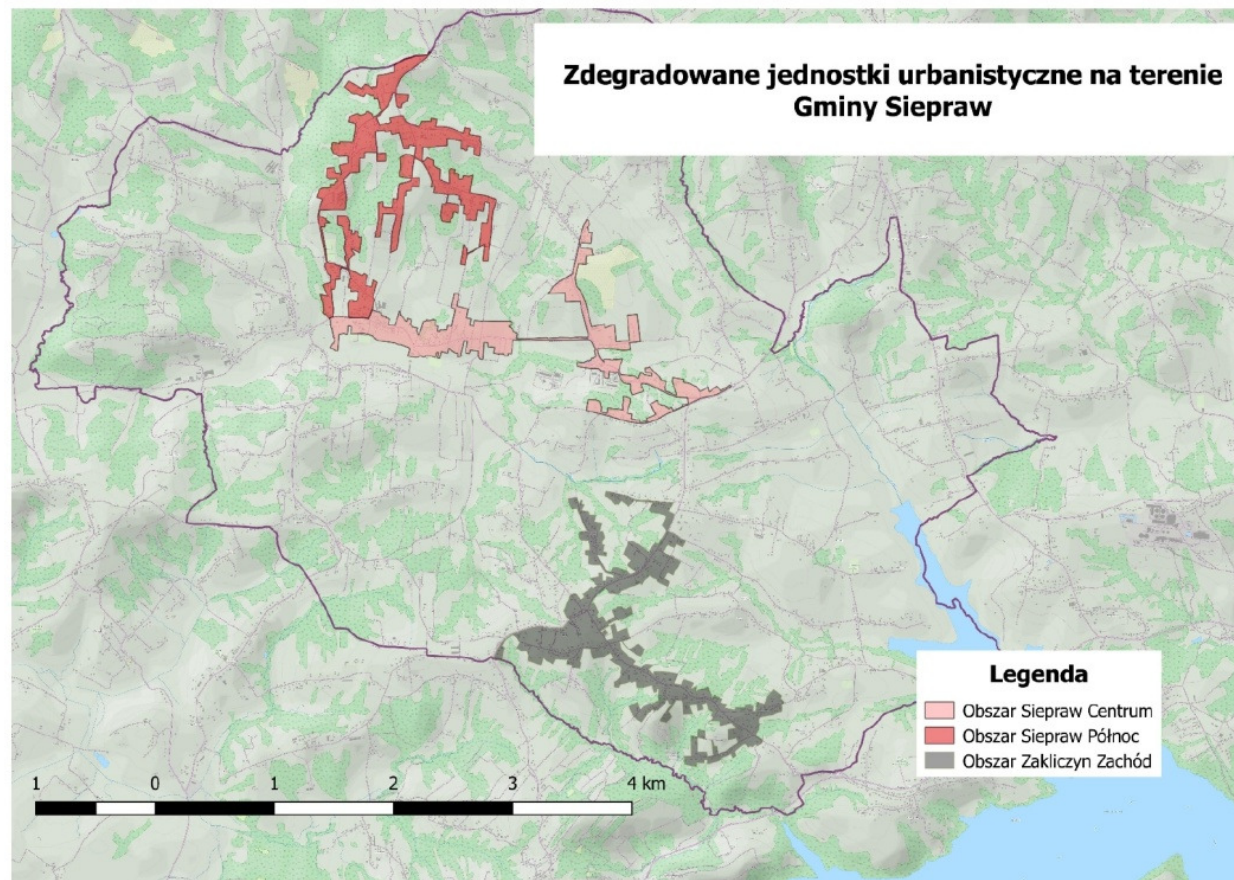 Zdegradowane jednostki urbanistyczne na terenie
Gminy Siepraw
Legenda
Obszar Siepraw Centrum
Obszar Siepraw Północ
Obszar Zakliczyn Zachód
1 0 1 2 3 4 km